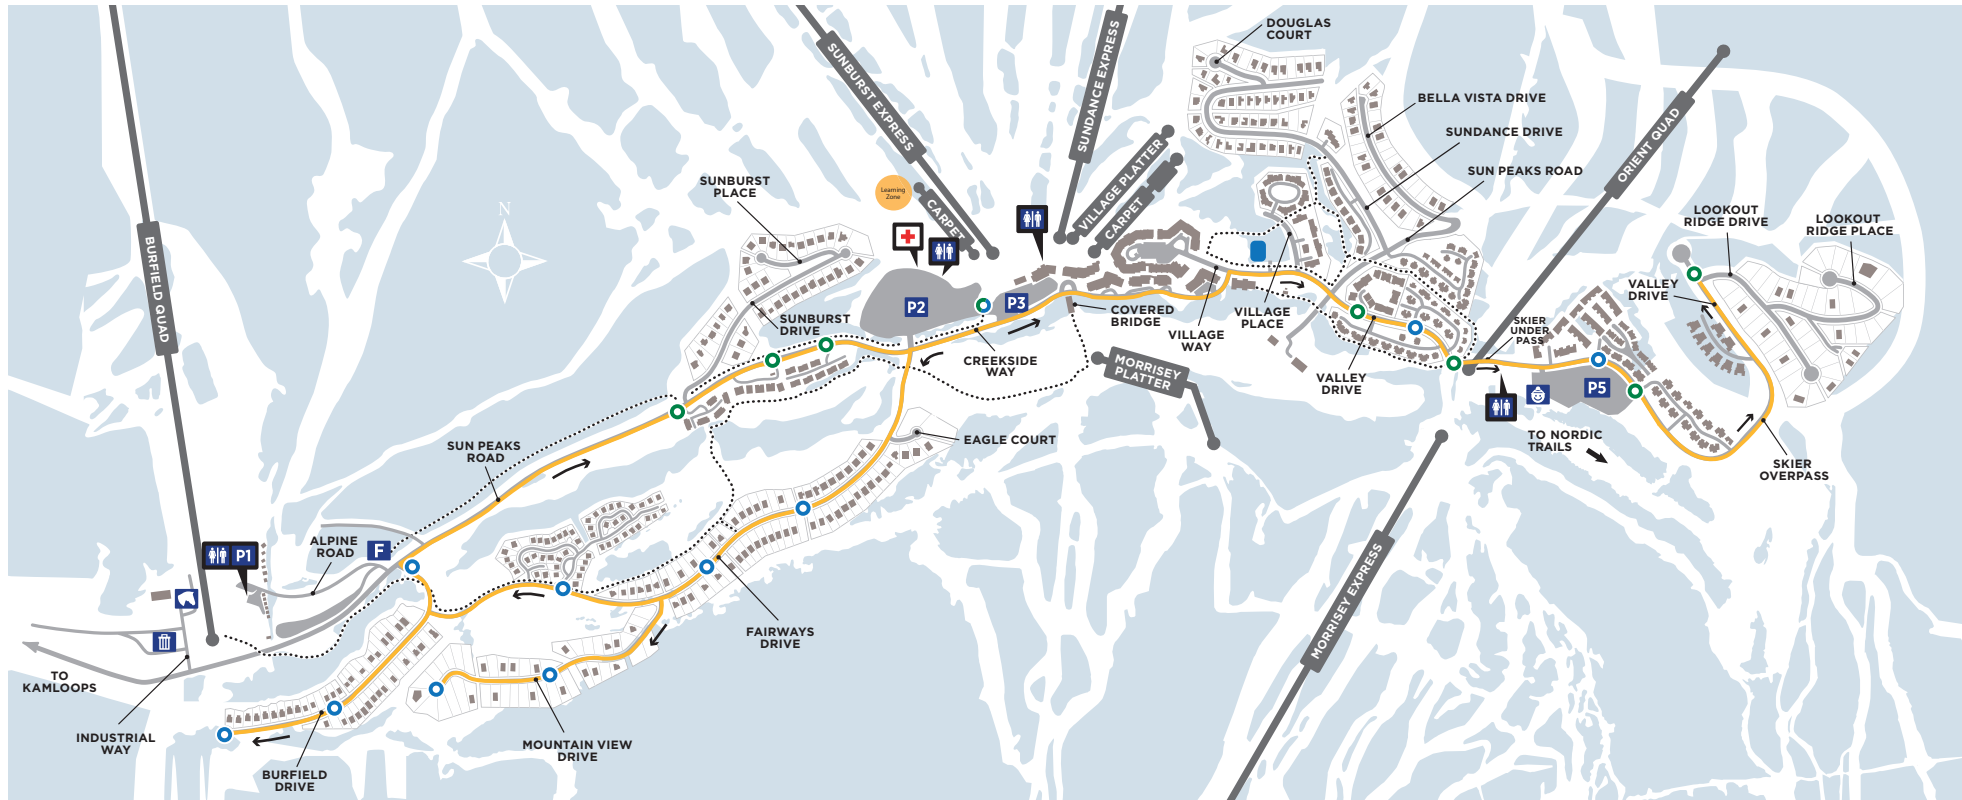 DOUGLAS
COURT
SUNBURST EXPRESS
SUNDANCE EXPRESS
BELLA VISTA DRIVE
SUNDANCE DRIVE
ORIENT QUAD
SUN PEAKS ROAD
VILLAGE PLATTER
CARPET
SUNBURST
PLACE
Learning
Zone
CARPET
N
LOOKOUT
RIDGE DRIVE
LOOKOUT
RIDGE PLACE
BURFIELD QUAD
VALLEY
DRIVE
P2
P3
COVERED
BRIDGE
SUNBURST
DRIVE
VILLAGE
PLACE
VILLAGE
WAY
SKIER
UNDER
PASS
CREEKSIDE
WAY
MORRISEY
PLATTER
VALLEY
DRIVE
P5
EAGLE COURT
TO NORDIC
TRAILS
SUN PEAKS
ROAD
SKIER
OVERPASS
ALPINE
ROAD
F
P1
MORRISEY EXPRESS
FAIRWAYS
DRIVE
TO
KAMLOOPS
INDUSTRIAL
WAY
MOUNTAIN VIEW
DRIVE
BURFIELD
DRIVE